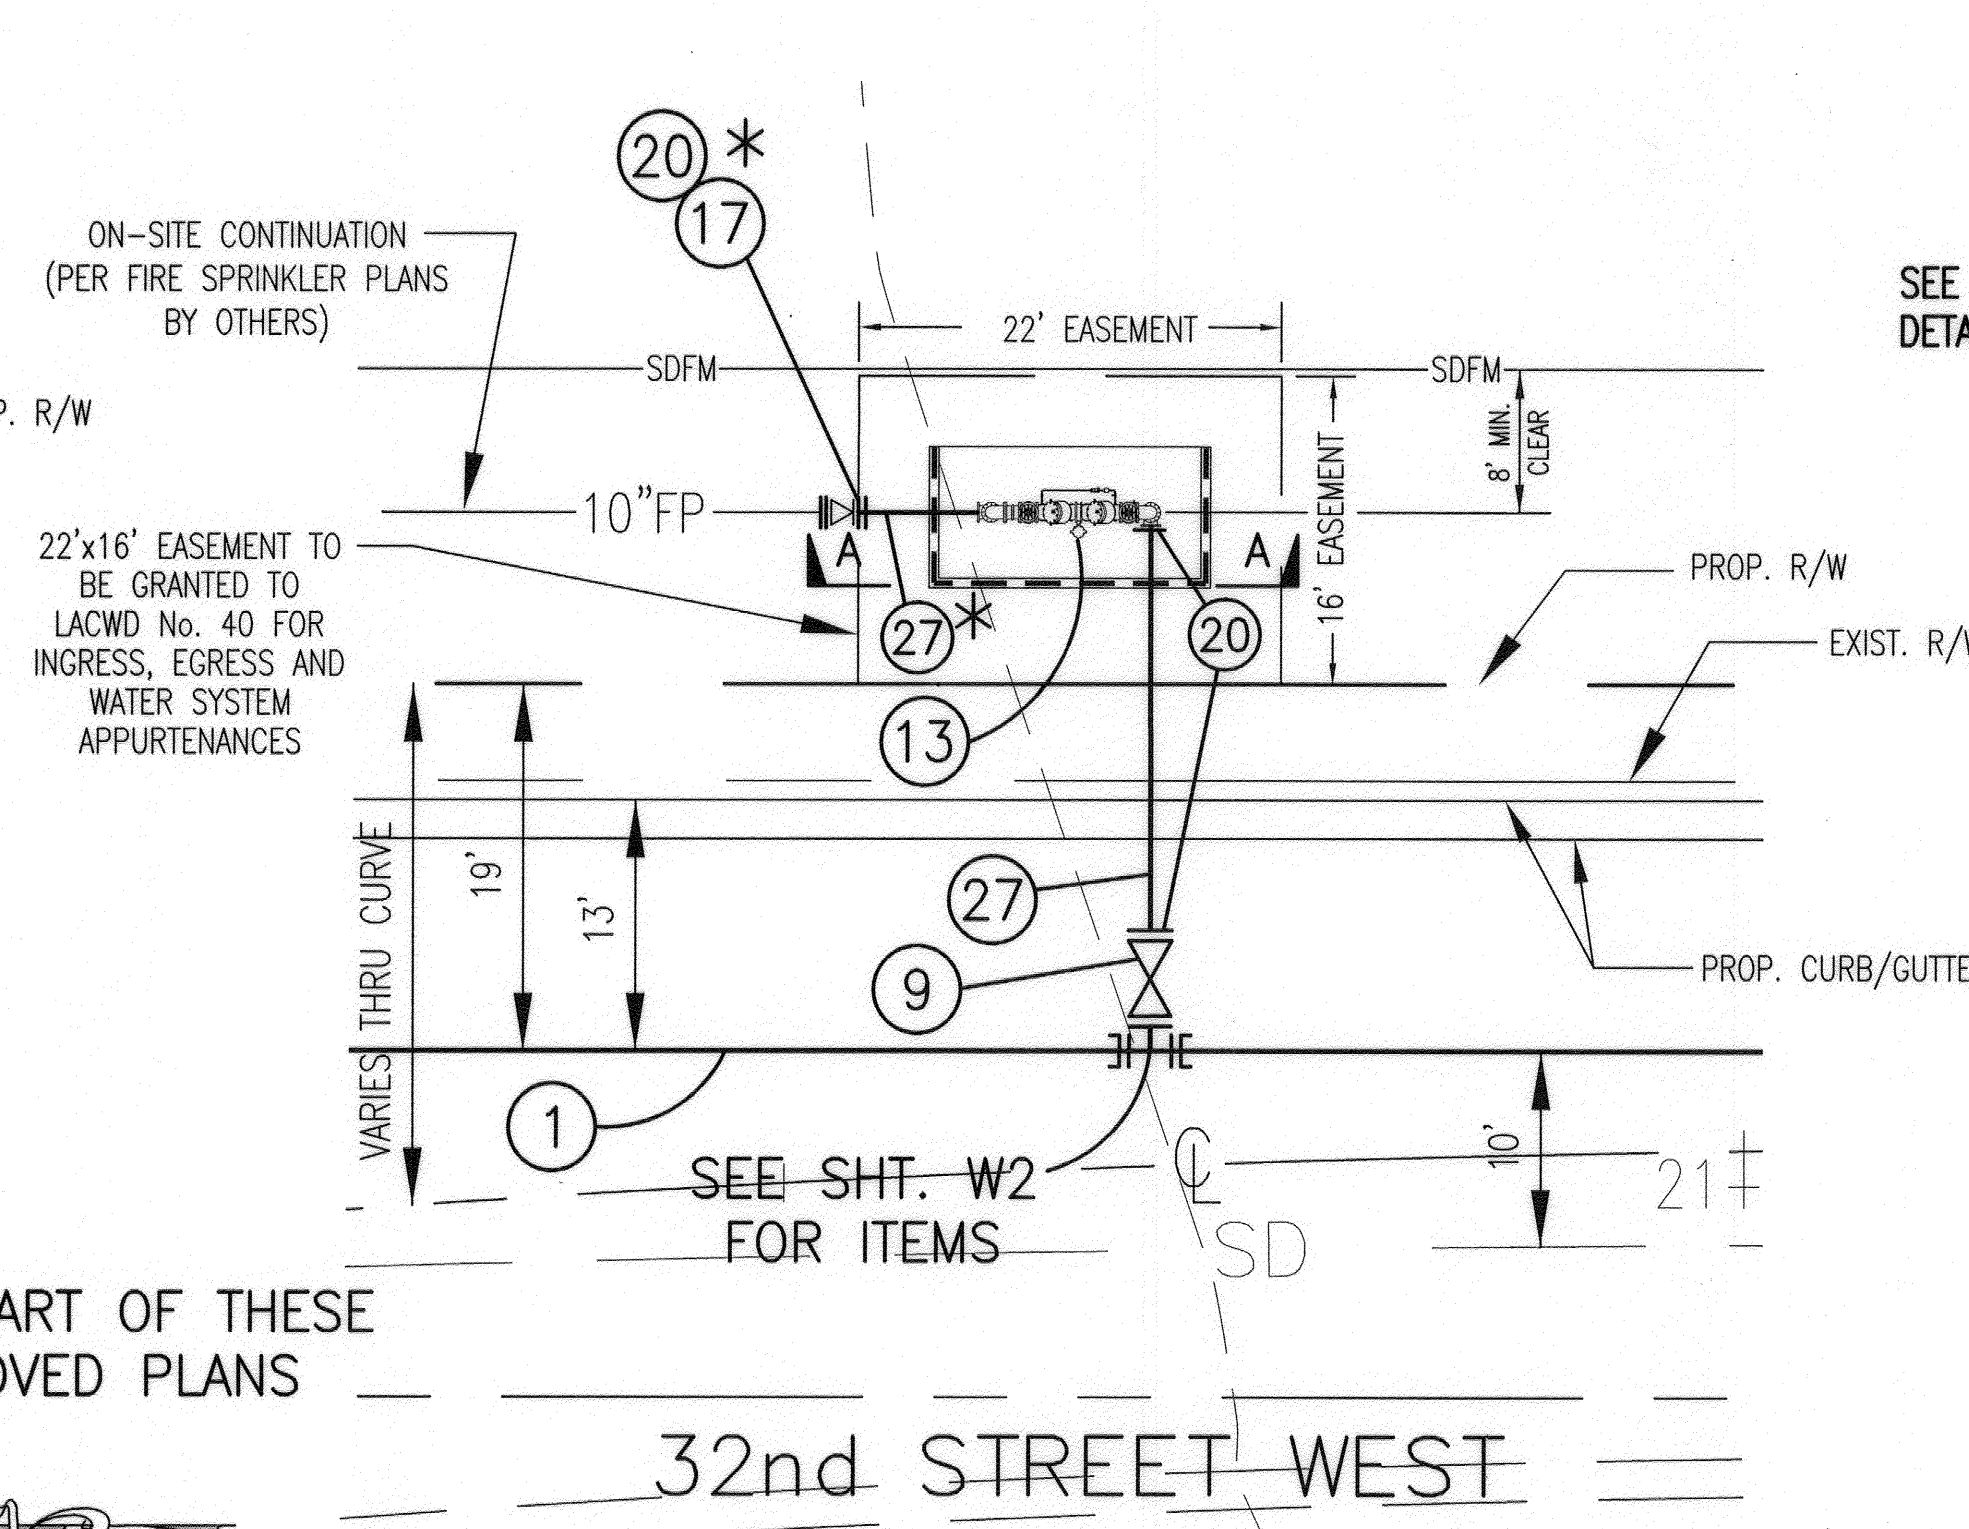 20 *
17
ON-SITE CONTINUATION
(PER FIRE SPRINKLER PLANS
BY OTHERS)
SEE
22' EASEMENT
SDFM
SDFM
P. R/W
8' MIN.
CLEAR
16' EASEMENT
10"FP
22'x16' EASEMENT TO
BE GRANTED TO
LACWD No. 40 FOR
INGRESS, EGRESS AND
WATER SYSTEM
APPURTENANCES
A
A
27 *
20
13
PROP. R/W
EXIST. R/W
VARIES THRU CURVE
19'
13'
27
9
PROP. CURB/GUTTE
1
SEE SHT. W2
FOR ITEMS
CL
10'
21
SD
ART OF THESE
OVED PLANS
32nd STREET WEST